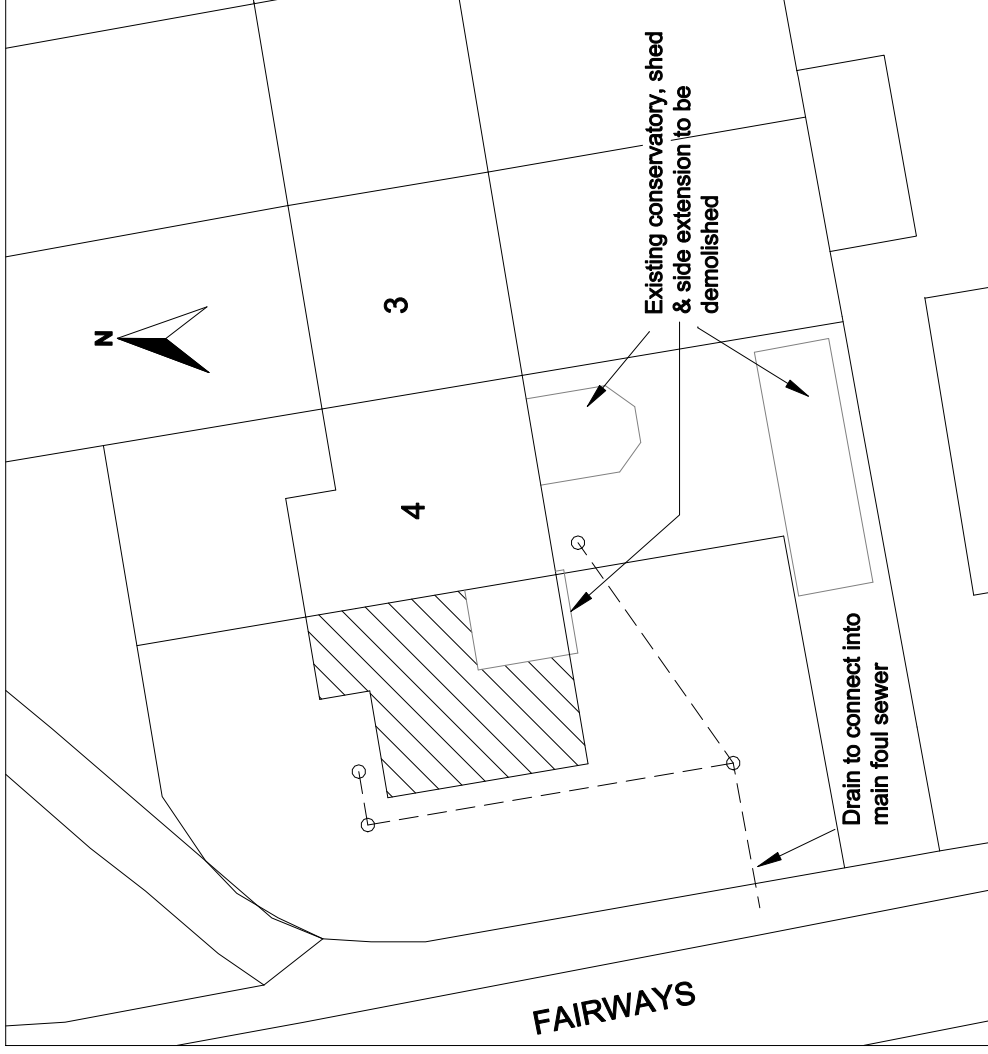 N
3
4
Existing conservatory, shed
& side extension to be
demolished
Drain to connect into
main foul sewer
FAIRWAYS